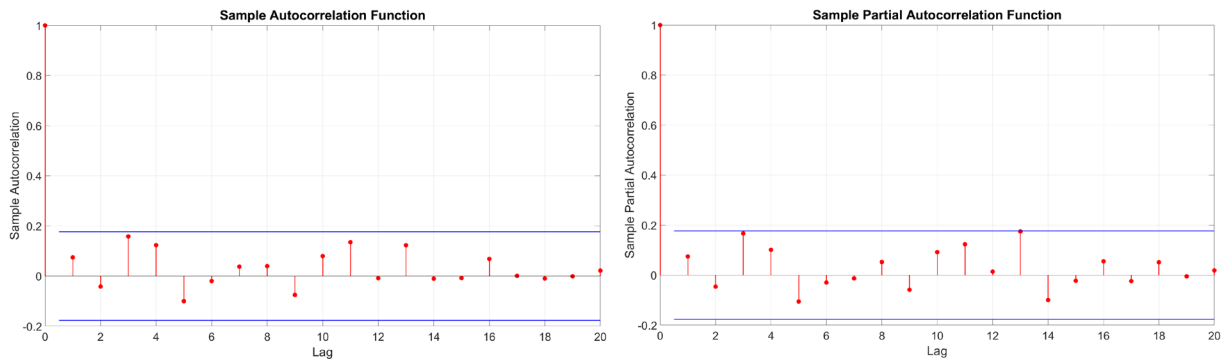 Sample Autocorrelation Function
1
0.8
0.6
0.4
0.2
0
-0.2
Sample Autocorrelation
0 2 4 6 8 10 12 14 16 18 20
Lag
Sample Partial Autocorrelation Function
1
0.8
0.6
0.4
0.2
0
-0.2
Sample Partial Autocorrelation
0 2 4 6 8 10 12 14 16 18 20
Lag